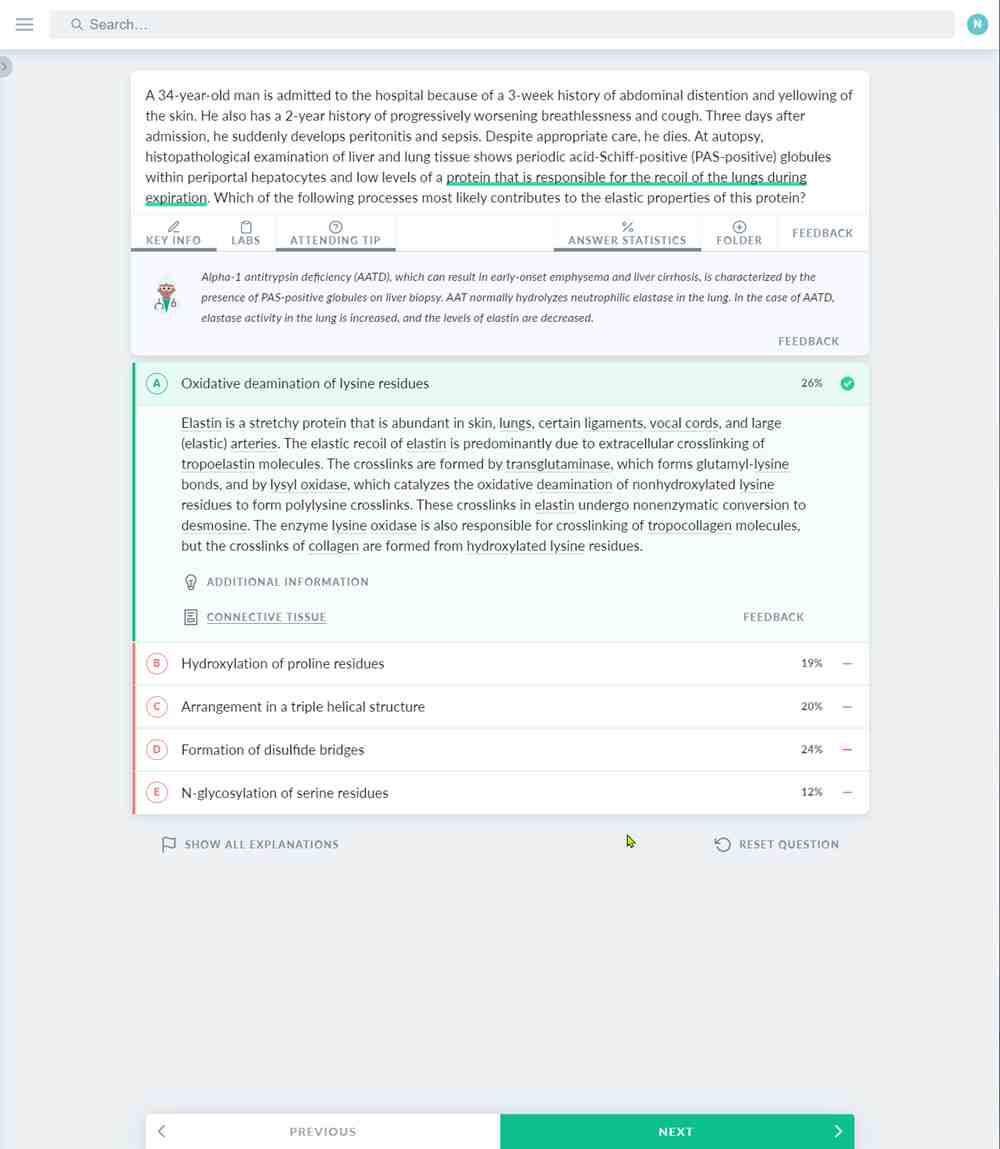 Search...
N
A 34-year-old man is admitted to the hospital because of a 3-week history of abdominal distention and yellowing of
the skin. He also has a 2-year history of progressively worsening breathlessness and cough. Three days after
admission, he suddenly develops peritonitis and sepsis. Despite appropriate care, he dies. At autopsy,
histopathological examination of liver and lung tissue shows periodic acid-Schiff-positive (PAS-positive) globules
within periportal hepatocytes and low levels of a protein that is responsible for the recoil of the lungs during
expiration. Which of the following processes most likely contributes to the elastic properties of this protein?
KEY INFO LABS ATTENDING TIP ANSWER STATISTICS FOLDER FEEDBACK
Alpha-1 antitrypsin deficiency (AATD), which can result in early-onset emphysema and liver cirrhosis, is characterized by the
presence of PAS-positive globules on liver biopsy. AAT normally hydrolyzes neutrophilic elastase in the lung. In the case of AATD,
elastase activity in the lung is increased, and the levels of elastin are decreased.
FEEDBACK
A Oxidative deamination of lysine residues 26%
Elastin is a stretchy protein that is abundant in skin, lungs, certain ligaments, vocal cords, and large
(elastic) arteries. The elastic recoil of elastin is predominantly due to extracellular crosslinking of
tropoelastin molecules. The crosslinks are formed by transglutaminase, which forms glutamyl-lysine
bonds, and by lysyl oxidase, which catalyzes the oxidative deamination of nonhydroxylated lysine
residues to form polylysine crosslinks. These crosslinks in elastin undergo nonenzymatic conversion to
desmosine. The enzyme lysine oxidase is also responsible for crosslinking of tropocollagen molecules,
but the crosslinks of collagen are formed from hydroxylated lysine residues.
ADDITIONAL INFORMATION
CONNECTIVE TISSUE FEEDBACK
B Hydroxylation of proline residues 19%
C Arrangement in a triple helical structure 20%
D Formation of disulfide bridges 24%
E N-glycosylation of serine residues 12%
SHOW ALL EXPLANATIONS RESET QUESTION
PREVIOUS NEXT